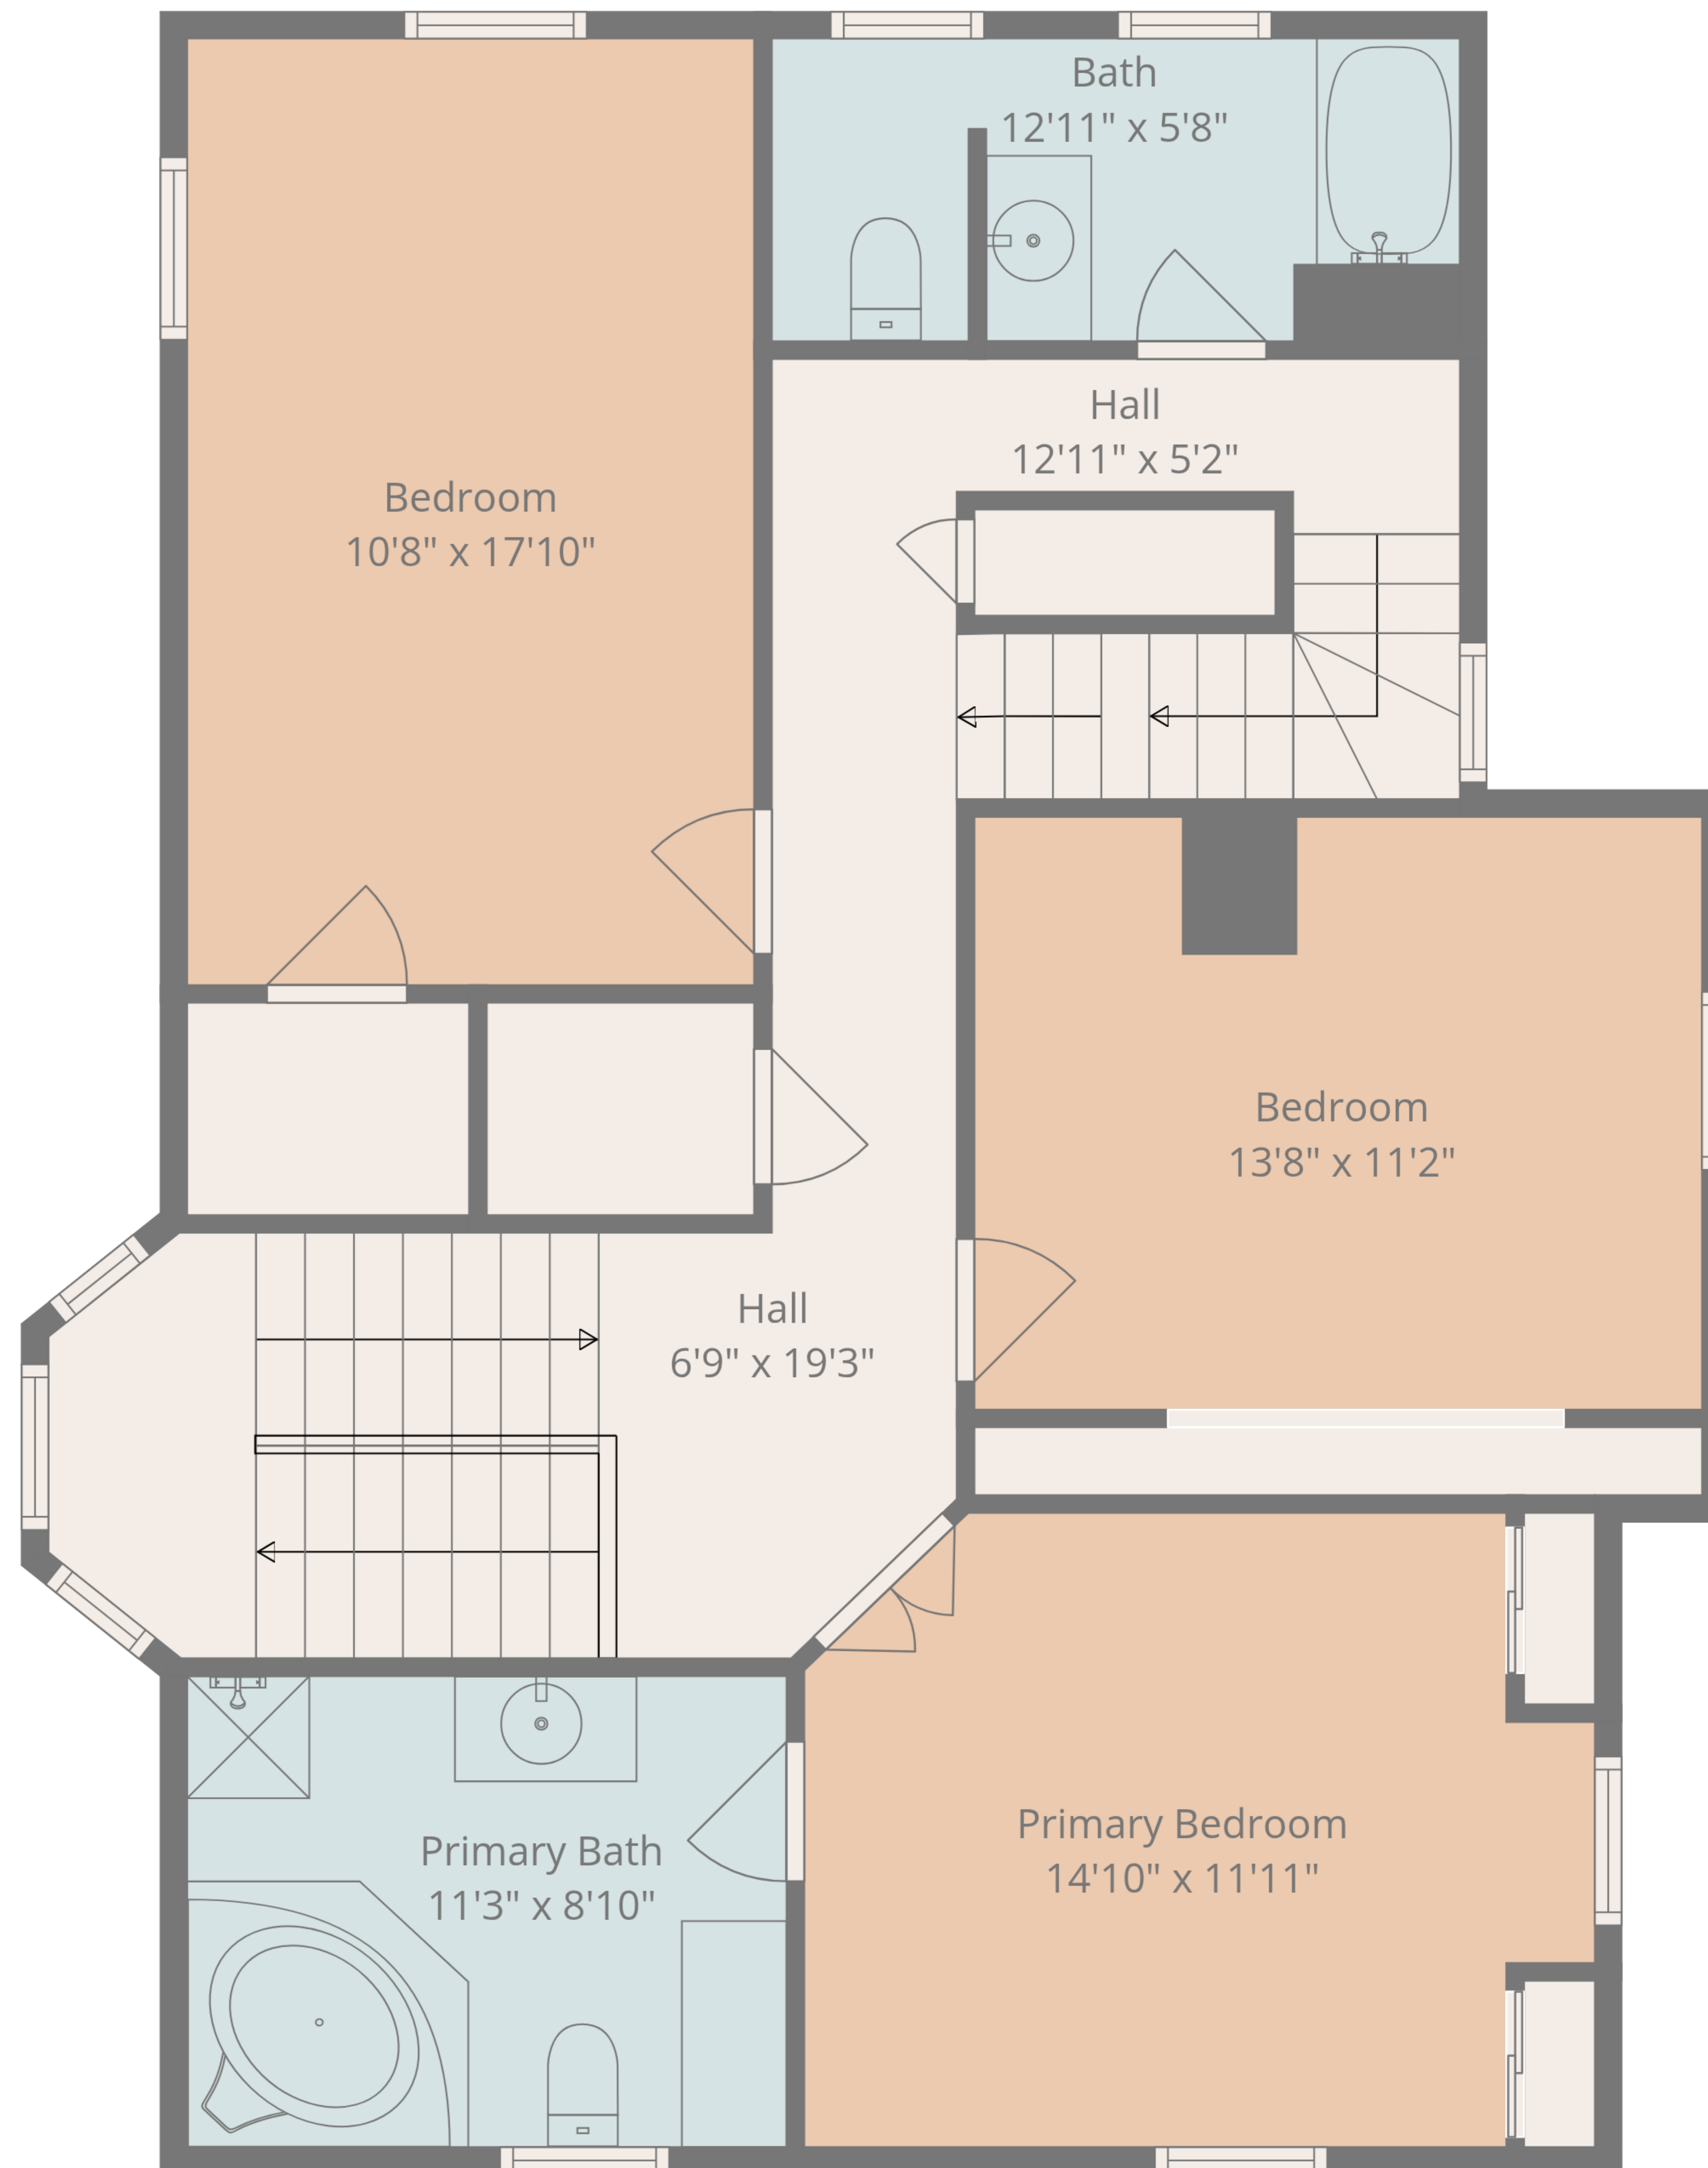 Bath
12'11" x 5'8"
Hall
12'11" x 5'2"
Bedroom
10'8" x 17'10"
Bedroom
13'8" x 11'2"
Hall
6'9" x 19'3"
Primary Bedroom
14'10" x 11'11"
Primary Bath
11'3" x 8'10"